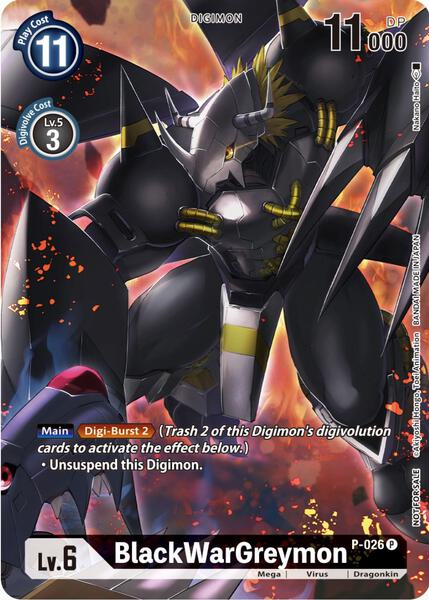 Play Cost
11
DIGIMON
11000
DP
Digivolve Cost
Lv.5
3
Nakano Haito
Main Digi-Burst 2 (Trash 2 of this Digimon's digivolution
cards to activate the effect below.)
• Unsuspend this Digimon.
©Akiyoshi Hongo, Toei Animation BANDAI MADE IN JAPAN
NOT FOR SALE
P-026 P
Lv.6
BlackWarGreymon
Mega Virus Dragonkin